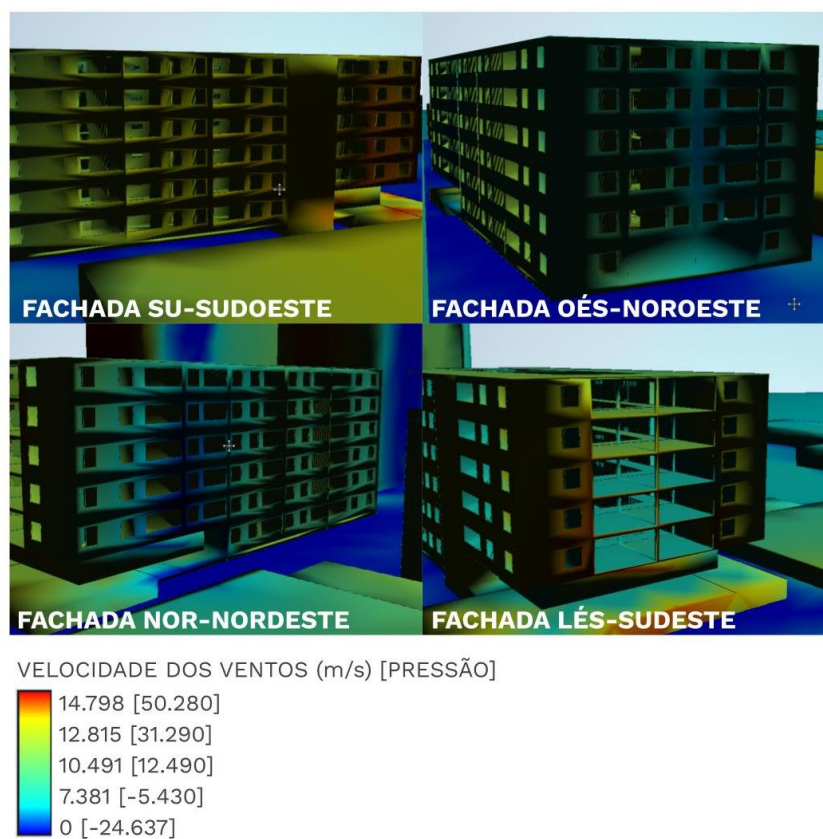 FACHADA SU-SUDOESTE
FACHADA OÉS-NOROESTE
FACHADA NOR-NORDESTE
FACHADA LÉS-SUDESTE
VELOCIDADE DOS VENTOS (m/s) [PRESSÃO]
14.798 [50.280]
12.815 [31.290]
10.491 [12.490]
7.381 [-5.430]
0 [-24.637]